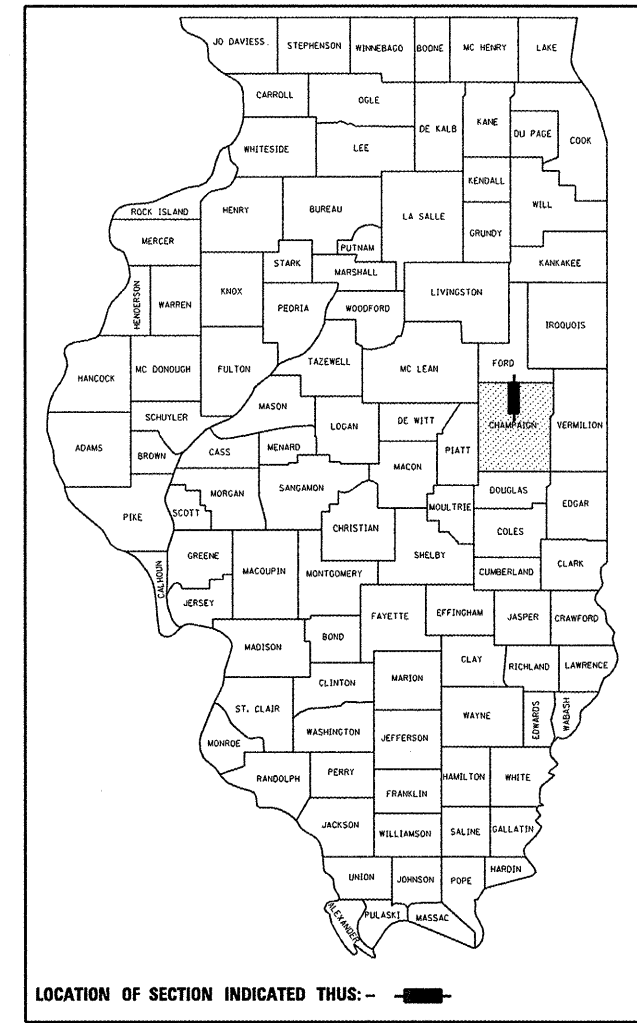 JO DAVIESS.
STEPHENSON
WINNEBAGO
BOONE
MC HENRY
LAKE
CARROLL
OGLE
DE KALB
KANE
DU PAGE
COOK
WHITESIDE
LEE
KENDALL
WILL
ROCK ISLAND
HENRY
BUREAU
LA SALLE
GRUNDY
MERCER
PUTNAM
STARK
MARSHALL
KANKAKEE
HENDERSON
WARREN
KNOX
PEORIA
WOODFORD
LIVINGSTON
IROQUOIS
FORD
HANCOCK
MC DONOUGH
FULTON
TAZEWELL
MC LEAN
SCHUYLER
MASON
LOGAN
DE WITT
CHAMPAIGN
VERMILION
ADAMS
BROWN
CASS
MENARD
PIATT
MACON
PIKE
SCOTT
MORGAN
SANGAMON
CHRISTIAN
MOULTRIE
DOUGLAS
EDGAR
COLES
CALHOUN
GREENE
MACOUPIN
MONTGOMERY
SHELBY
CUMBERLAND
CLARK
JERSEY
FAYETTE
EFFINGHAM
JASPER
CRAWFORD
MADISON
BOND
CLAY
RICHLAND
LAWRENCE
CLINTON
MARION
ST. CLAIR
WAYNE
EDWARDS
WABASH
WASHINGTON
JEFFERSON
MONROE
RANDOLPH
PERRY
HAMILTON
WHITE
FRANKLIN
JACKSON
WILLIAMSON
SALINE
GALLATIN
UNION
JOHNSON
POPE
HARDIN
ALEXANDER
PULASKI
MASSAC
LOCATION OF SECTION INDICATED THUS: -